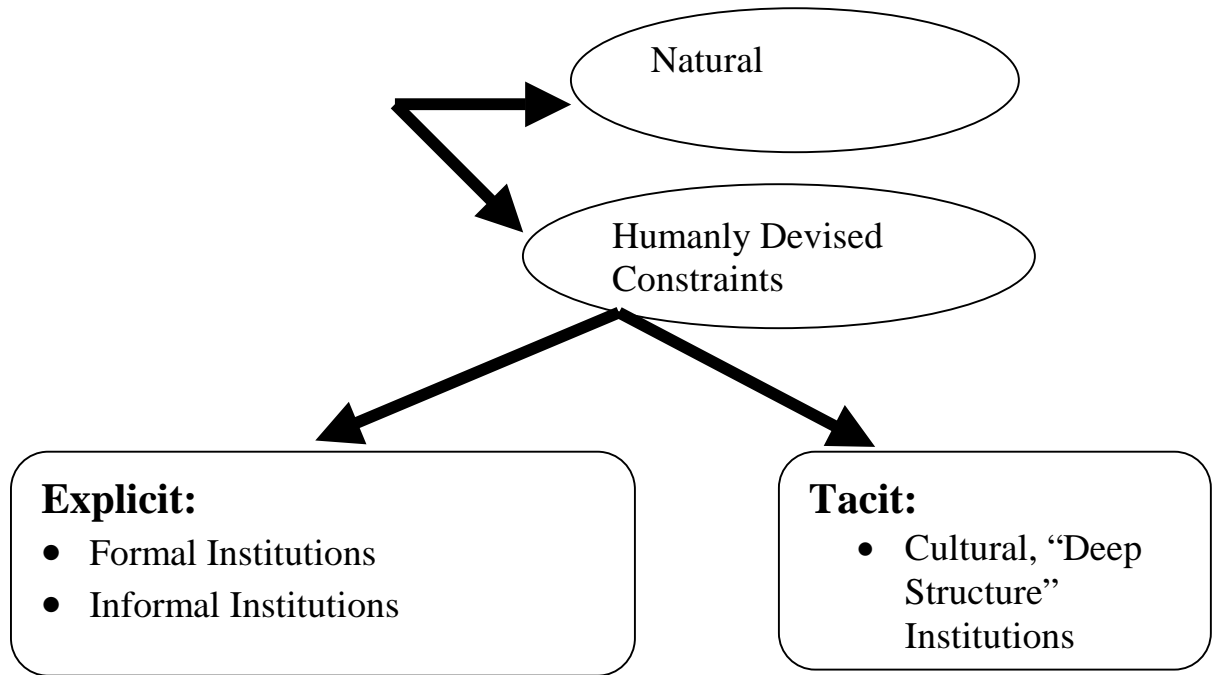 Natural
Humanly Devised
Constraints
Explicit:
• Formal Institutions
• Informal Institutions
Tacit:
• Cultural, “Deep
Structure”
Institutions